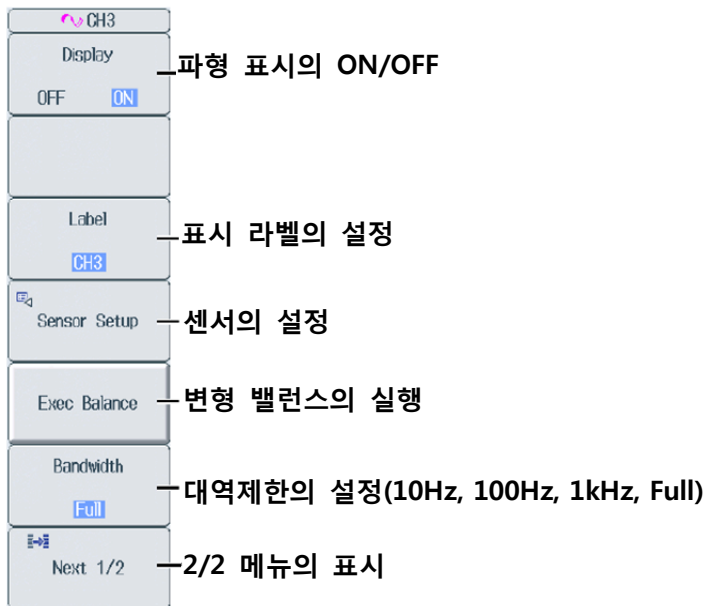 CH3
Display
OFF ON
파형 표시의 ON/OFF
Label
CH3
표시 라벨의 설정
Sensor Setup
센서의 설정
Exec Balance
변형 밸런스의 실행
Bandwidth
Full
대역제한의 설정(10Hz, 100Hz, 1kHz, Full)
Next 1/2
2/2 메뉴의 표시